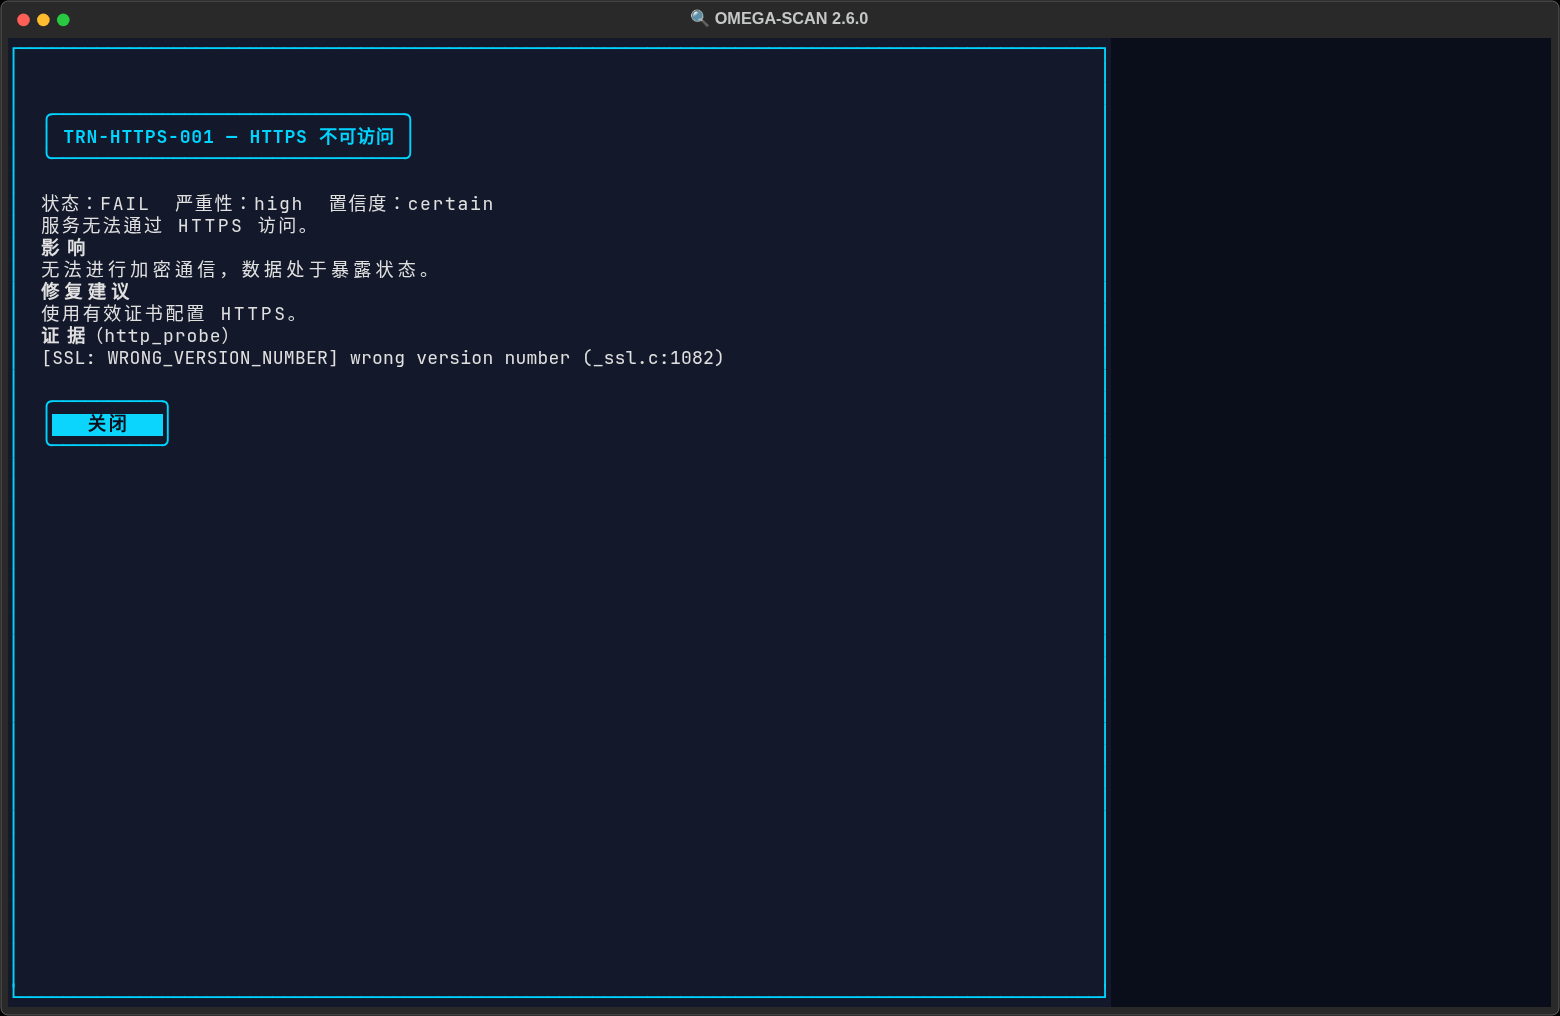 🔍 OMEGA-SCAN 2.6.0
TRN-HTTPS-001 — HTTPS 不可访问
状态：FAIL 严重性：high 置信度：certain
服务无法通过 HTTPS 访问。
影响
无法进行加密通信，数据处于暴露状态。
修复建议
使用有效证书配置 HTTPS。
证据（http_probe）
[SSL: WRONG_VERSION_NUMBER] wrong version number (_ssl.c:1082)
关闭